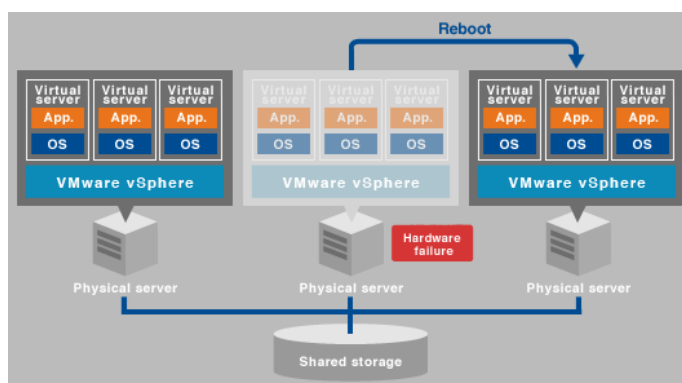 Reboot
Virtual server Virtual server Virtual server
App. App. App.
OS OS OS
VMware vSphere
Virtual server Virtual server Virtual server
App. App. App.
OS OS OS
VMware vSphere
Virtual server Virtual server Virtual server
App. App. App.
OS OS OS
VMware vSphere
Hardware
failure
Physical server
Physical server
Physical server
Shared storage